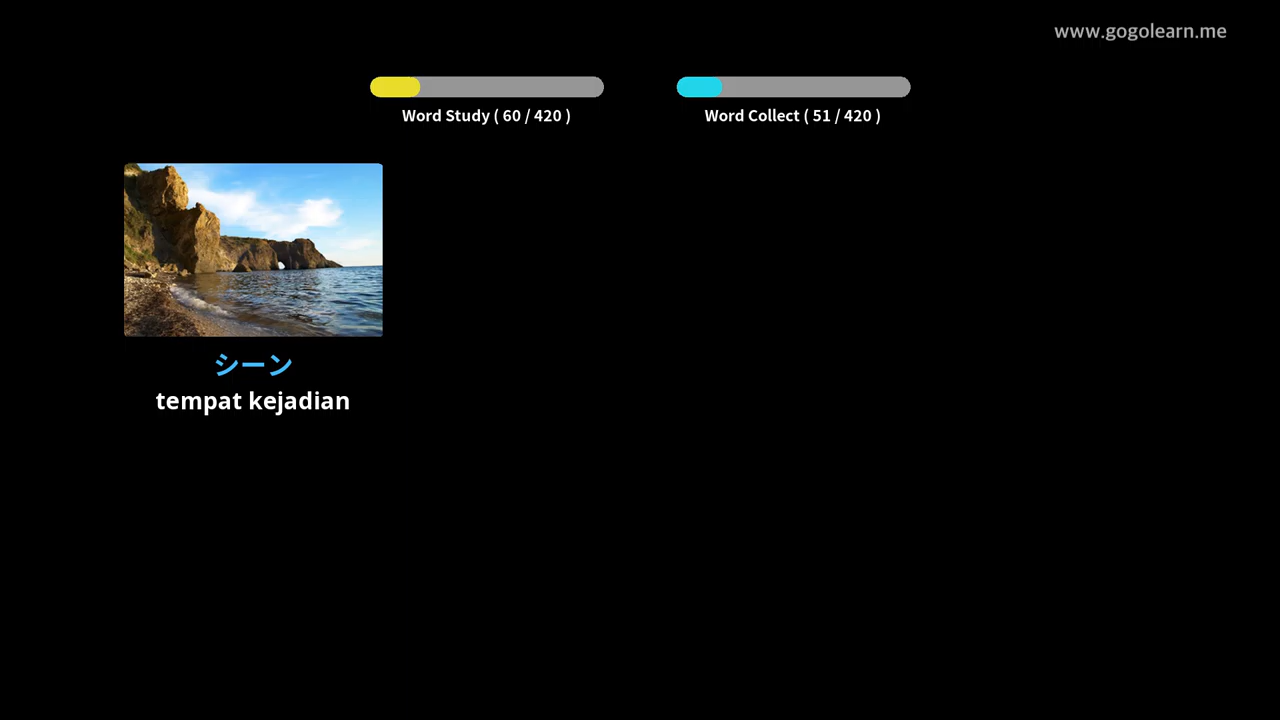 www.gogolearn.me
Word Study ( 60 / 420 )
Word Collect ( 51 / 420 )
シーン
tempat kejadian